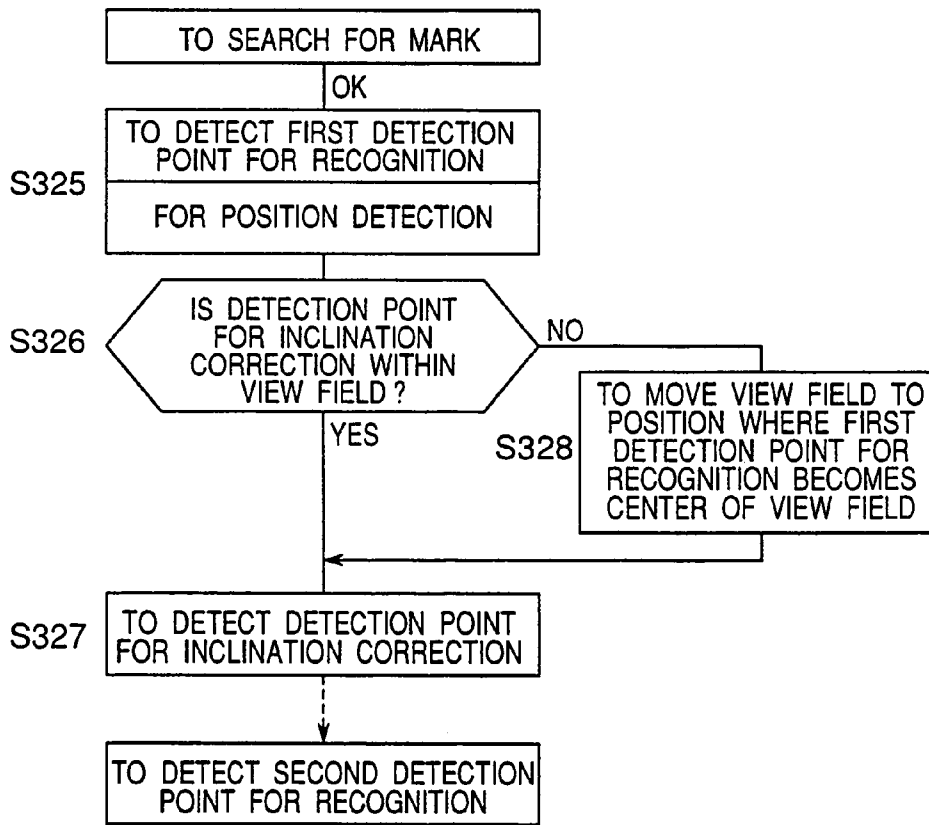 TO SEARCH FOR MARK
OK
TO DETECT FIRST DETECTION
POINT FOR RECOGNITION
S325
FOR POSITION DETECTION
S326
IS DETECTION POINT
FOR INCLINATION
CORRECTION WITHIN
VIEW FIELD?
NO
YES
S328
TO MOVE VIEW FIELD TO
POSITION WHERE FIRST
DETECTION POINT FOR
RECOGNITION BECOMES
CENTER OF VIEW FIELD
S327
TO DETECT DETECTION POINT
FOR INCLINATION CORRECTION
TO DETECT SECOND DETECTION
POINT FOR RECOGNITION